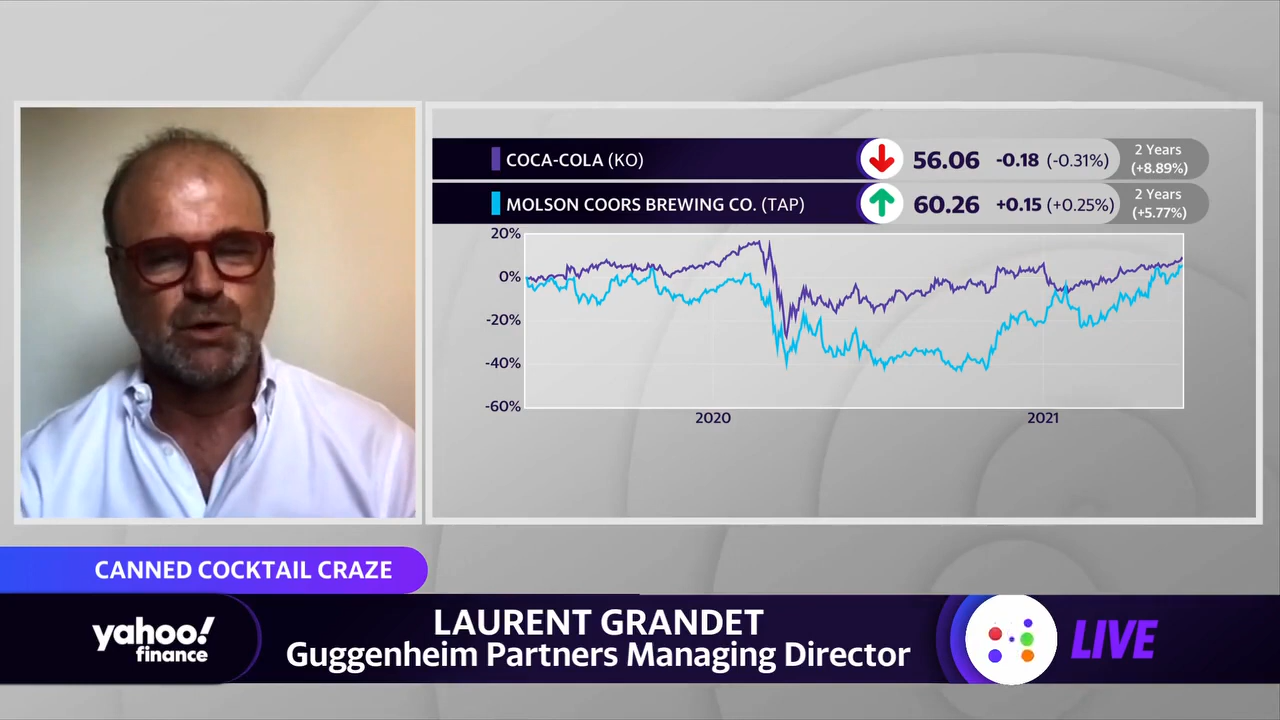 COCA-COLA (KO) 56.06 -0.18 (-0.31%) 2 Years (+8.89%)
MOLSON COORS BREWING CO. (TAP) 60.26 +0.15 (+0.25%) 2 Years (+5.77%)
20%
0%
-20%
-40%
-60%
2020 2021
CANNED COCKTAIL CRAZE
yahoo!
finance
LAURENT GRANDET
Guggenheim Partners Managing Director
LIVE